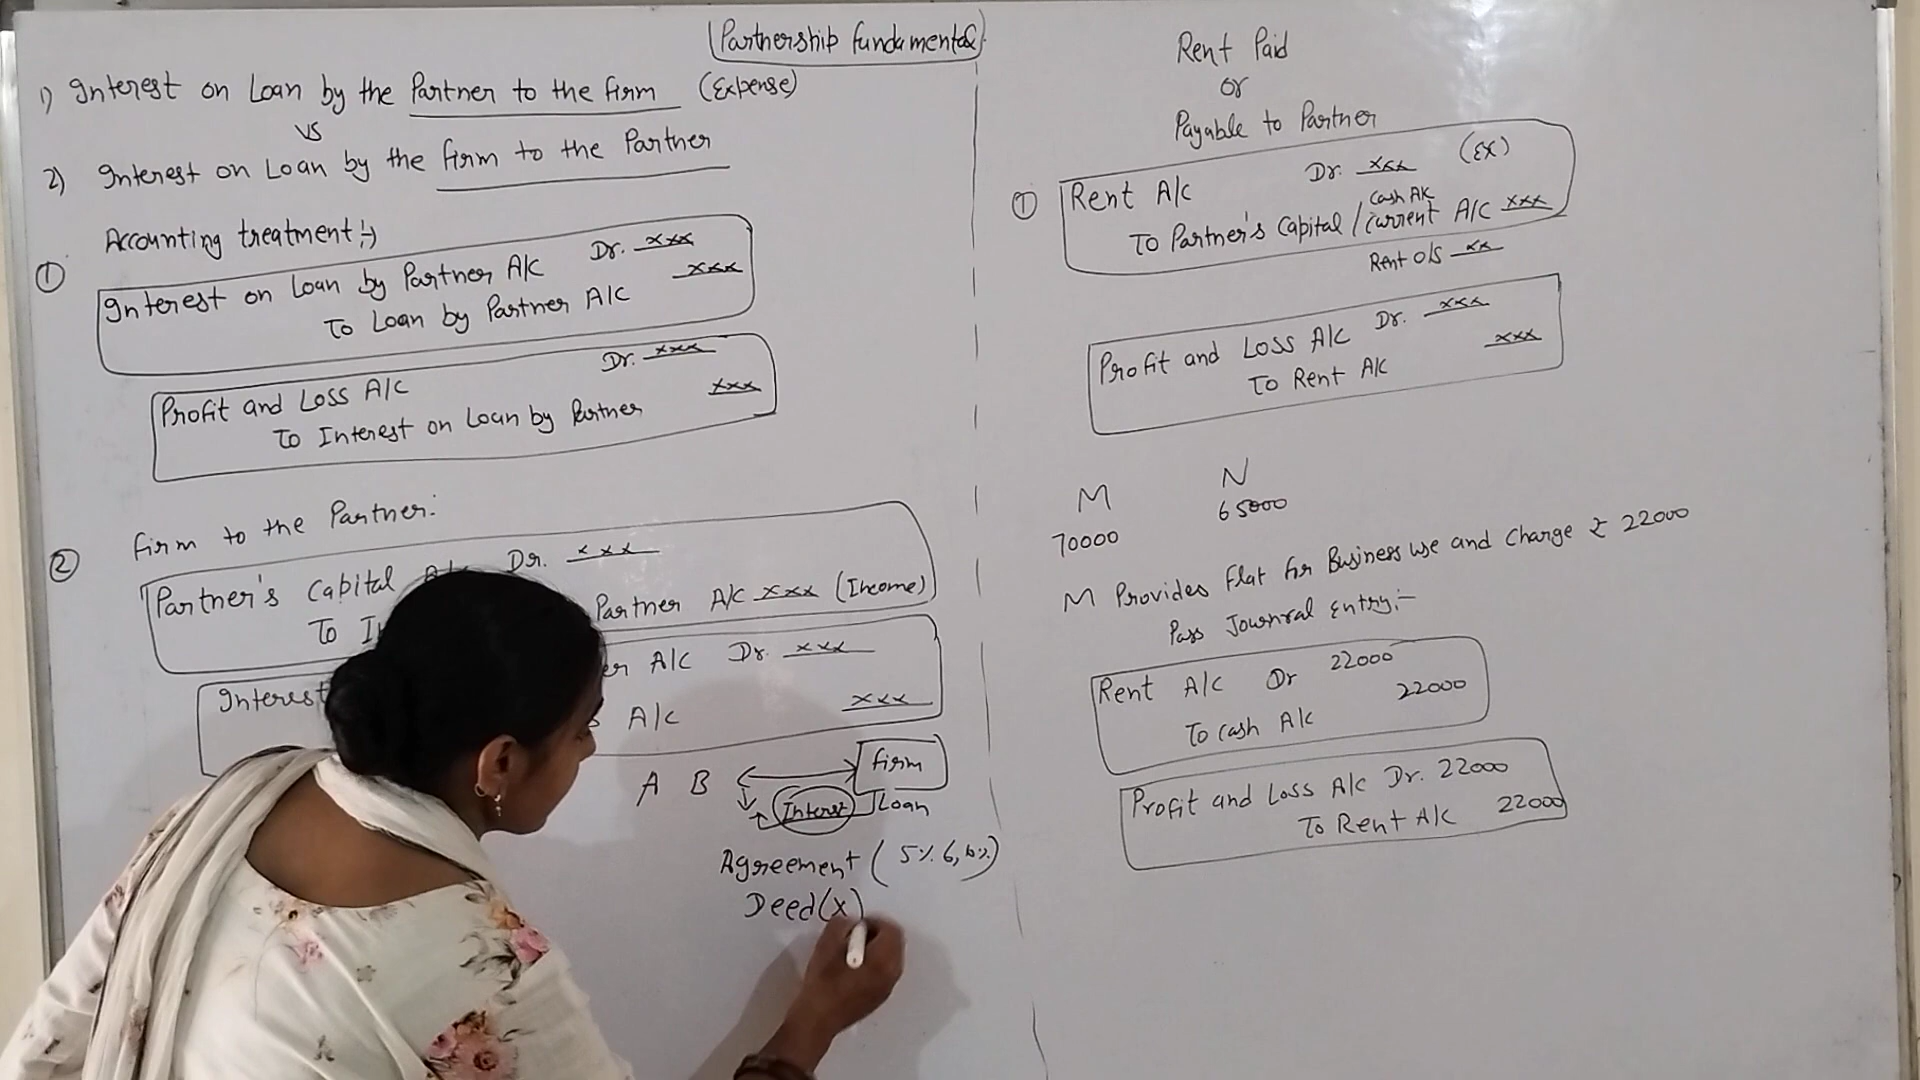 Partnership fundamental
1) Interest on Loan by the Partner to the firm (Expense)
VS
2) Interest on Loan by the firm to the Partner
Accounting treatment :-)
①
Interest on Loan by Partner A/c Dr. xxx
To Loan by Partner A/c xxx
Profit and Loss A/c Dr. xxx
To Interest on Loan by Partner xxx
② firm to the Partner:
Partner's Capital Dr. xxx
To Partner A/c xxx (Income)
Interest A/c Dr. xxx
A/c xxx
A B firm
Interest Loan
Agreement ( 5% 6,
Deed(x)
Rent Paid
or
Payable to Partner
①
Rent A/c Dr. xxx (EX)
Cash A/c
To Partner's Capital / Current A/c xxx
Rent O/S xx
Profit and Loss A/c Dr. xxx
To Rent A/c xxx
M N
70000 65000
M Provides flat for Business use and Charge ₹ 22000
Pass Jounral Entry:-
Rent A/c Dr 22000
To cash A/c 22000
Profit and Loss A/c Dr. 22000
To Rent A/c 22000